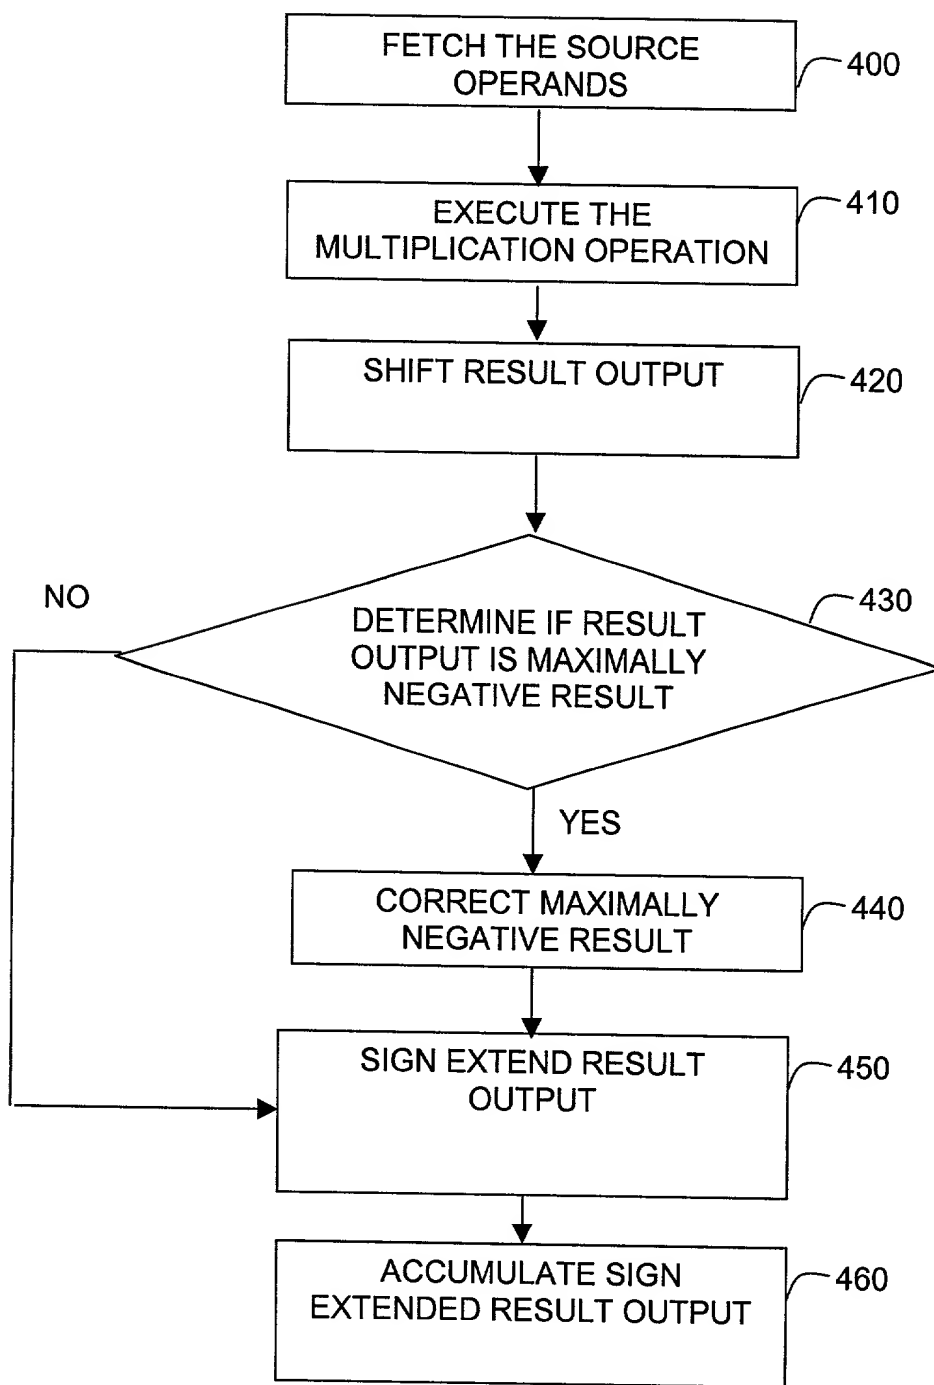 FETCH THE SOURCE
OPERANDS
400
EXECUTE THE
MULTIPLICATION OPERATION
410
SHIFT RESULT OUTPUT
420
NO
DETERMINE IF RESULT
OUTPUT IS MAXIMALLY
NEGATIVE RESULT
430
YES
CORRECT MAXIMALLY
NEGATIVE RESULT
440
SIGN EXTEND RESULT
OUTPUT
450
ACCUMULATE SIGN
EXTENDED RESULT OUTPUT
460